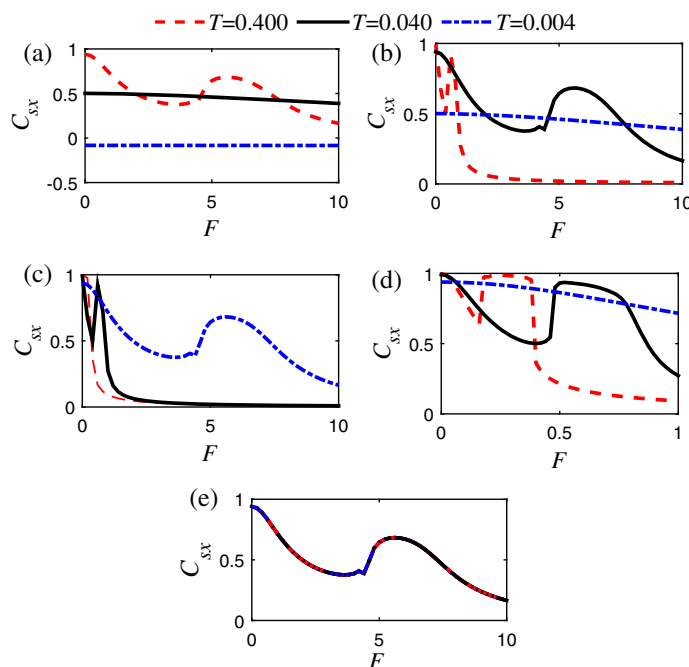 T=0.400 T=0.040 T=0.004
(a) (b)
1 1
0.5 0.5
0
-0.5 0
0 5 10 0 5 10
C_sx C_sx
F F
(c) (d)
1 1
0.5 0.5
0 0
0 5 10 0 0.5 1
C_sx C_sx
F F
(e)
1
0.5
0
0 5 10
C_sx
F